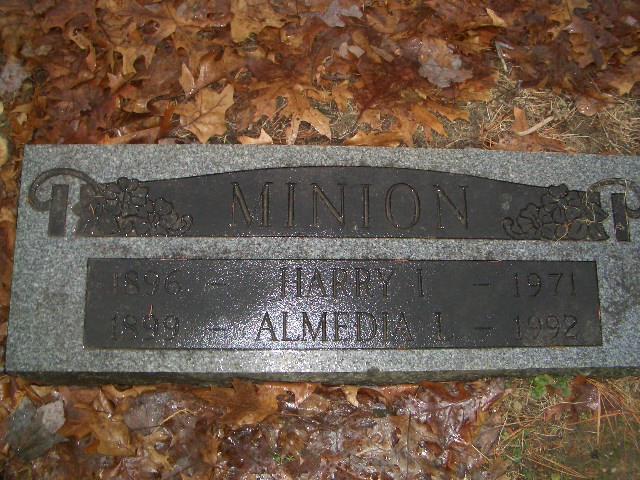 MINION
1896 - HARRY I. - 1971
1899 - ALMEDIA I. - 1992